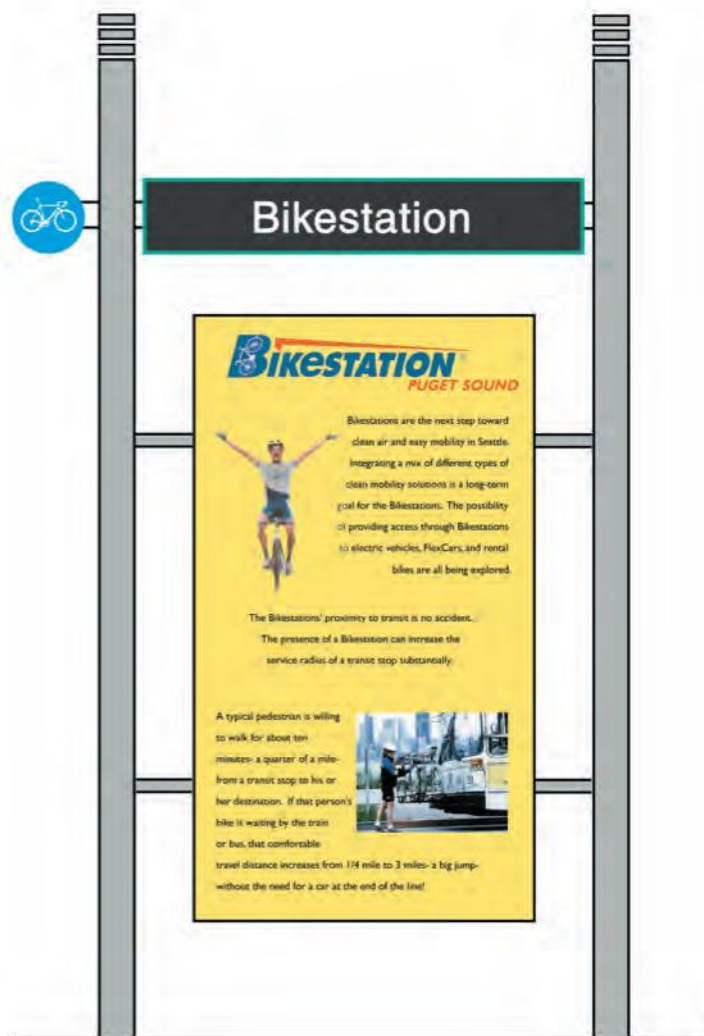 Bikestation
BIKESTATION
PUGET SOUND
Bikestations are the next step toward
clean air and easy mobility in Seattle.
Integrating a mix of different types of
clean mobility solutions is a long-term
goal for the Bikestations. The possibility
of providing access through Bikestations
to electric vehicles, FlexCars, and rental
bikes are all being explored.
The Bikestations' proximity to transit is no accident.
The presence of a Bikestation can increase the
service radius of a transit stop substantially.
A typical pedestrian is willing
to walk for about ten
minutes- a quarter of a mile-
from a transit stop to his or
her destination. If that person's
bike is waiting by the train
or bus, that comfortable
travel distance increases from 1/4 mile to 3 miles- a big jump-
without the need for a car at the end of the line!